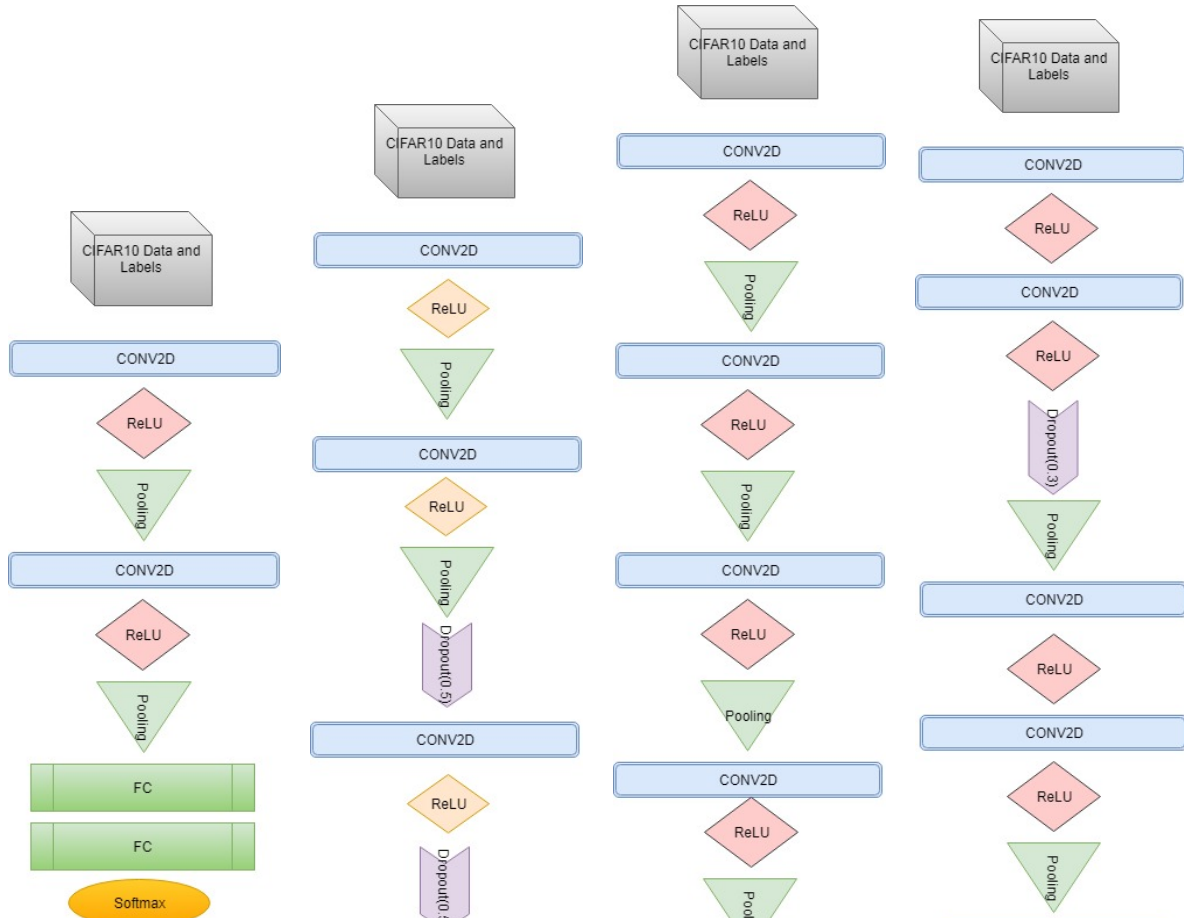 CIFAR10 Data and
Labels
CONV2D
ReLU
Pooling
CONV2D
ReLU
Pooling
FC
FC
Softmax
CIFAR10 Data and
Labels
CONV2D
ReLU
Pooling
CONV2D
ReLU
Pooling
Dropout(0.5)
CONV2D
ReLU
CIFAR10 Data and
Labels
CONV2D
ReLU
Pooling
CONV2D
ReLU
Pooling
CONV2D
ReLU
Pooling
CONV2D
ReLU
CIFAR10 Data and
Labels
CONV2D
ReLU
CONV2D
ReLU
Dropout(0.3)
Pooling
CONV2D
ReLU
CONV2D
ReLU
Pooling